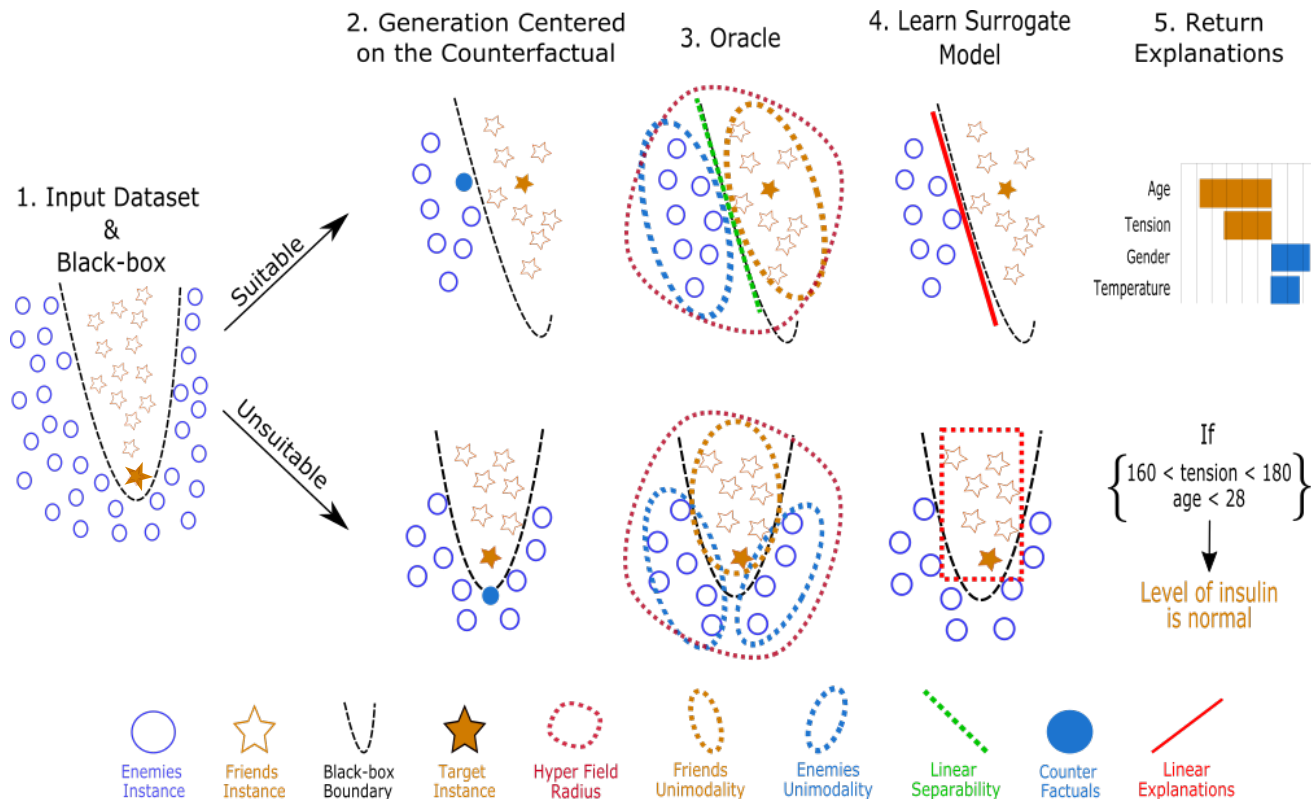 2. Generation Centered
on the Counterfactual
3. Oracle
4. Learn Surrogate
Model
5. Return
Explanations
1. Input Dataset
&
Black-box
Suitable
Unsuitable
Age
Tension
Gender
Temperature
If
160 < tension < 180
age < 28
Level of insulin
is normal
Enemies
Instance
Friends
Instance
Black-box
Boundary
Target
Instance
Hyper Field
Radius
Friends
Unimodality
Enemies
Unimodality
Linear
Separability
Counter
Factuals
Linear
Explanations